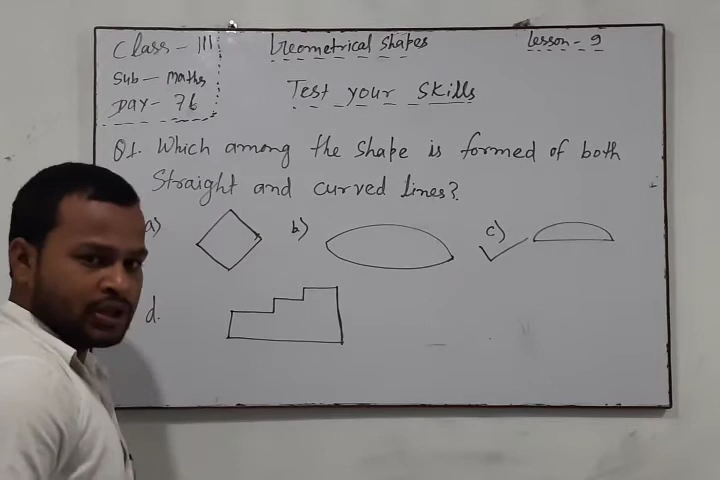 Class - III
Sub - Maths
Day - 76
Geometrical Shapes
Lesson - 9
Test your Skills
Q1. Which among the shape is formed of both
Straight and curved lines?
a)
b)
c)
d.